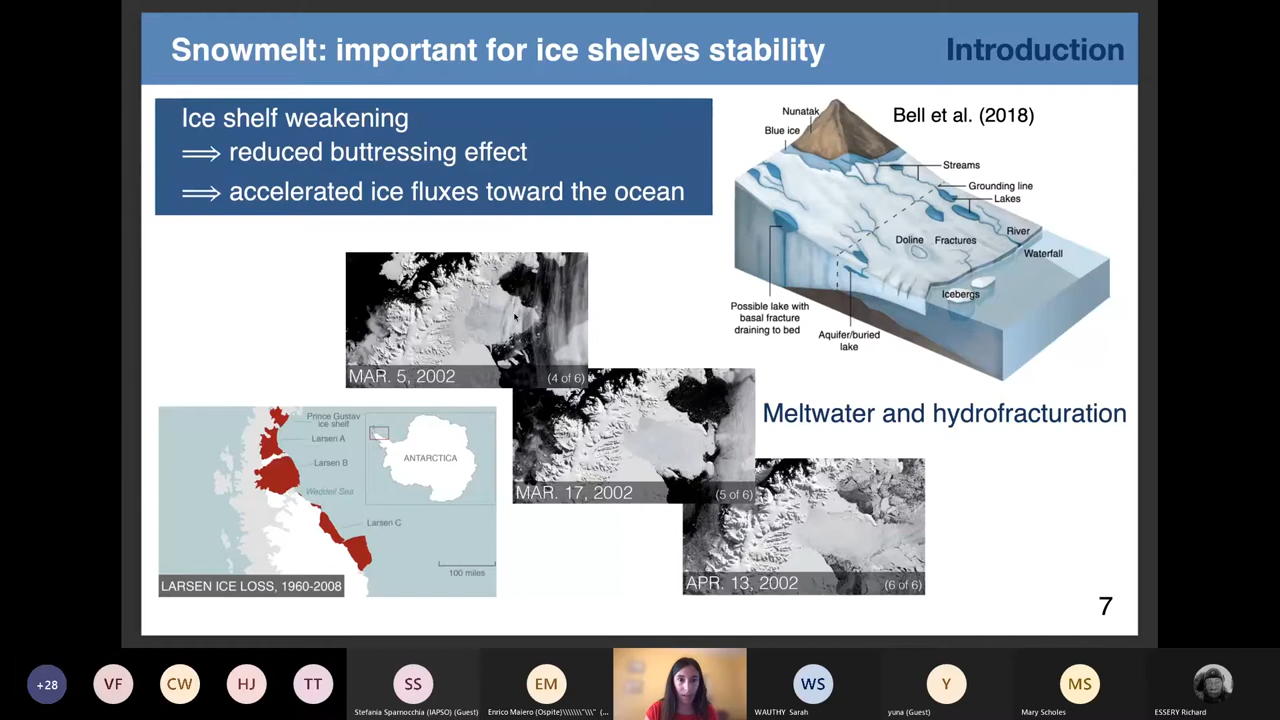 Snowmelt: important for ice shelves stability
Introduction
Ice shelf weakening
⟹ reduced buttressing effect
⟹ accelerated ice fluxes toward the ocean
Bell et al. (2018)
Nunatak
Blue ice
Streams
Grounding line
Lakes
River
Doline
Fractures
Waterfall
Icebergs
Possible lake with
basal fracture
draining to bed
Aquifer/buried
lake
MAR. 5, 2002
(4 of 6)
MAR. 17, 2002
(5 of 6)
APR. 13, 2002
(6 of 6)
Meltwater and hydrofracturation
Prince Gustav
ice shelf
Larsen A
Larsen B
Weddell Sea
Larsen C
ANTARCTICA
100 miles
LARSEN ICE LOSS, 1960-2008
7
+28
VF
CW
HJ
TT
SS
Stefania Sparnocchia (IAPSO) (Guest)
EM
Enrico Maiero (Ospite)\\\\\\\"\\\" (...
WS
WAUTHY Sarah
Y
yuna (Guest)
MS
Mary Scholes
ESSERY Richard